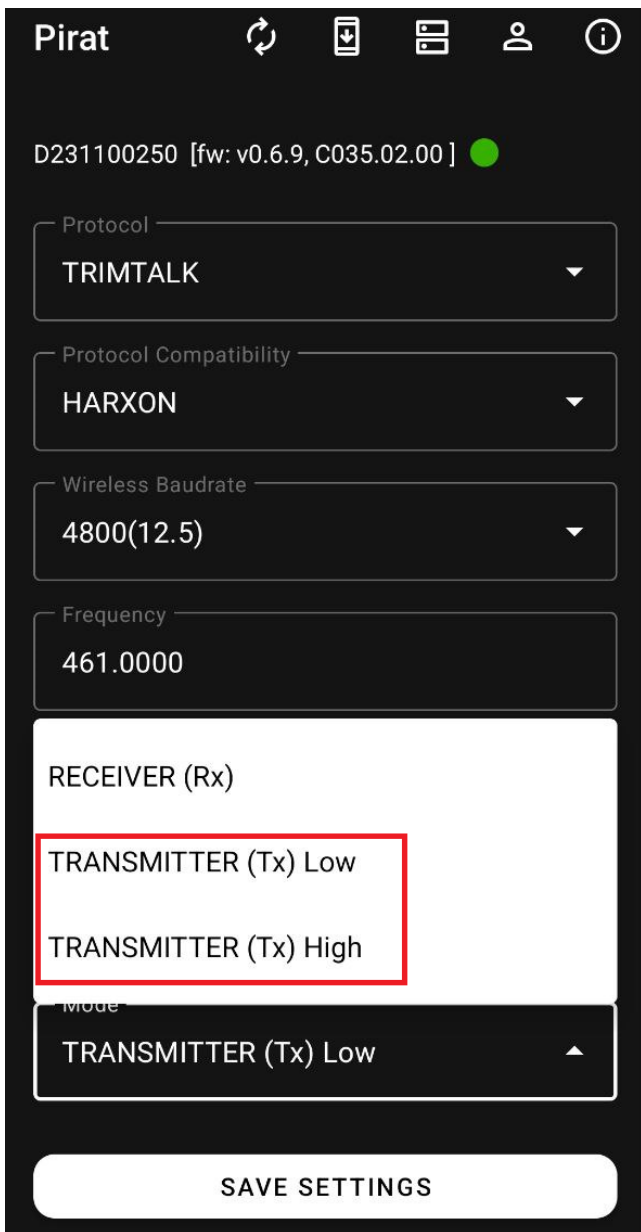 Pirat
D231100250 [fw: v0.6.9, C035.02.00 ]
Protocol
TRIMTALK
Protocol Compatibility
HARXON
Wireless Baudrate
4800(12.5)
Frequency
461.0000
RECEIVER (Rx)
TRANSMITTER (Tx) Low
TRANSMITTER (Tx) High
Mode
TRANSMITTER (Tx) Low
SAVE SETTINGS